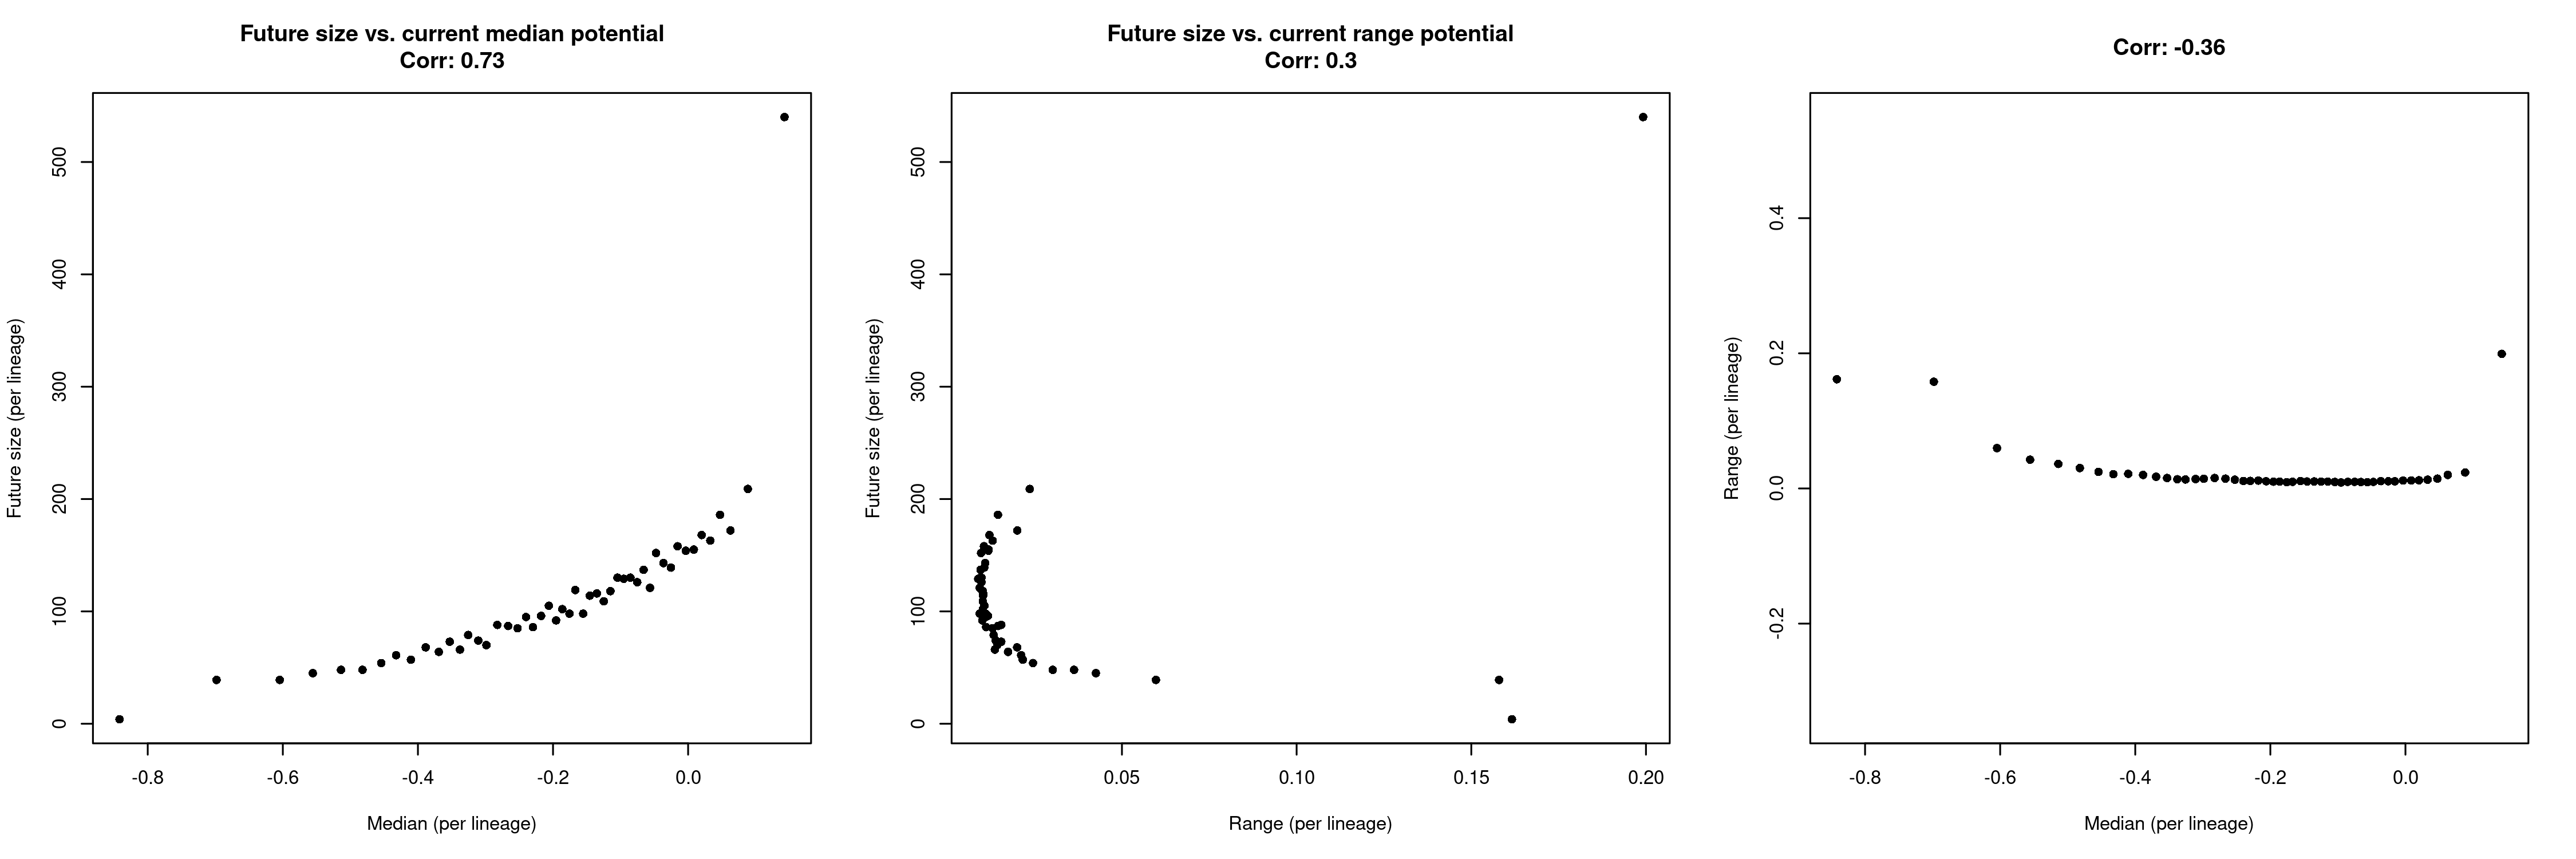 Future size vs. current median potential
Corr: 0.73
Future size (per lineage)
500
400
300
200
100
0
-0.8 -0.6 -0.4 -0.2 0.0
Median (per lineage)
Future size vs. current range potential
Corr: 0.3
Future size (per lineage)
500
400
300
200
100
0
0.05 0.10 0.15 0.20
Range (per lineage)
Corr: -0.36
Range (per lineage)
0.4
0.2
0.0
-0.2
-0.8 -0.6 -0.4 -0.2 0.0
Median (per lineage)